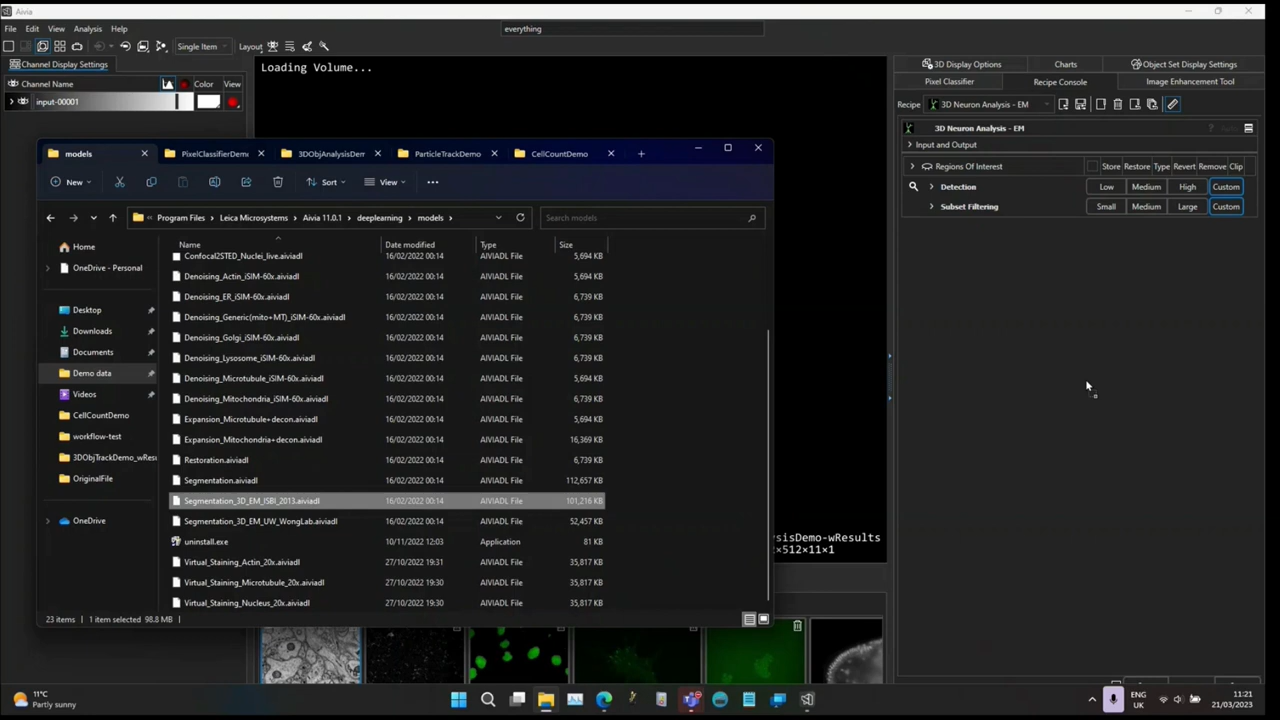 Aivia
File Edit View Analysis Help
everything
Single Item
Layout
Channel Display Settings
Channel Name Color View
input-00001
Loading Volume...
3D Display Options Charts Object Set Display Settings
Pixel Classifier Recipe Console Image Enhancement Tool
Recipe 3D Neuron Analysis - EM
3D Neuron Analysis - EM
Input and Output
Regions Of Interest Store Restore Type Revert Remove Clip
Detection Low Medium High Custom
Subset Filtering Small Medium Large Custom
models PixelClassifierDemo 3DObjAnalysisDem ParticleTrackDemo CellCountDemo
New Sort View
Program Files Leica Microsystems Aivia 11.0.1 deeplearning models
Search models
Home
OneDrive - Personal
Desktop
Downloads
Documents
Demo data
Videos
CellCountDemo
workflow-test
3DObjTrackDemo_wResu
OriginalFile
OneDrive
Name Date modified Type Size
Confocal2STED_Nuclei_live.aiviadl 16/02/2022 00:14 AIVIADL File 5,694 KB
Denoising_Actin_iSIM-60x.aiviadl 16/02/2022 00:14 AIVIADL File 5,694 KB
Denoising_ER_iSIM-60x.aiviadl 16/02/2022 00:14 AIVIADL File 6,739 KB
Denoising_Generic(mito+MT)_iSIM-60x.aiviadl 16/02/2022 00:14 AIVIADL File 6,739 KB
Denoising_Golgi_iSIM-60x.aiviadl 16/02/2022 00:14 AIVIADL File 6,739 KB
Denoising_Lysosome_iSIM-60x.aiviadl 16/02/2022 00:14 AIVIADL File 6,739 KB
Denoising_Microtubule_iSIM-60x.aiviadl 16/02/2022 00:14 AIVIADL File 5,694 KB
Denoising_Mitochondria_iSIM-60x.aiviadl 16/02/2022 00:14 AIVIADL File 6,739 KB
Expansion_Microtubule+decon.aiviadl 16/02/2022 00:14 AIVIADL File 5,694 KB
Expansion_Mitochondria+decon.aiviadl 16/02/2022 00:14 AIVIADL File 16,369 KB
Restoration.aiviadl 16/02/2022 00:14 AIVIADL File 6,739 KB
Segmentation.aiviadl 16/02/2022 00:14 AIVIADL File 112,657 KB
Segmentation_3D_EM_ISBI_2013.aiviadl 16/02/2022 00:14 AIVIADL File 101,216 KB
Segmentation_3D_EM_UW_WongLab.aiviadl 16/02/2022 00:14 AIVIADL File 52,457 KB
uninstall.exe 10/11/2022 12:03 Application 81 KB
Virtual_Staining_Actin_20x.aiviadl 27/10/2022 19:31 AIVIADL File 35,817 KB
Virtual_Staining_Microtubule_20x.aiviadl 27/10/2022 19:30 AIVIADL File 35,817 KB
Virtual_Staining_Nucleus_20x.aiviadl 27/10/2022 19:30 AIVIADL File 35,817 KB
23 items 1 item selected 98.8 MB
ysisDemo-wResults
×512×11×1
11°C
Partly sunny
ENG
UK
11:21
21/03/2023